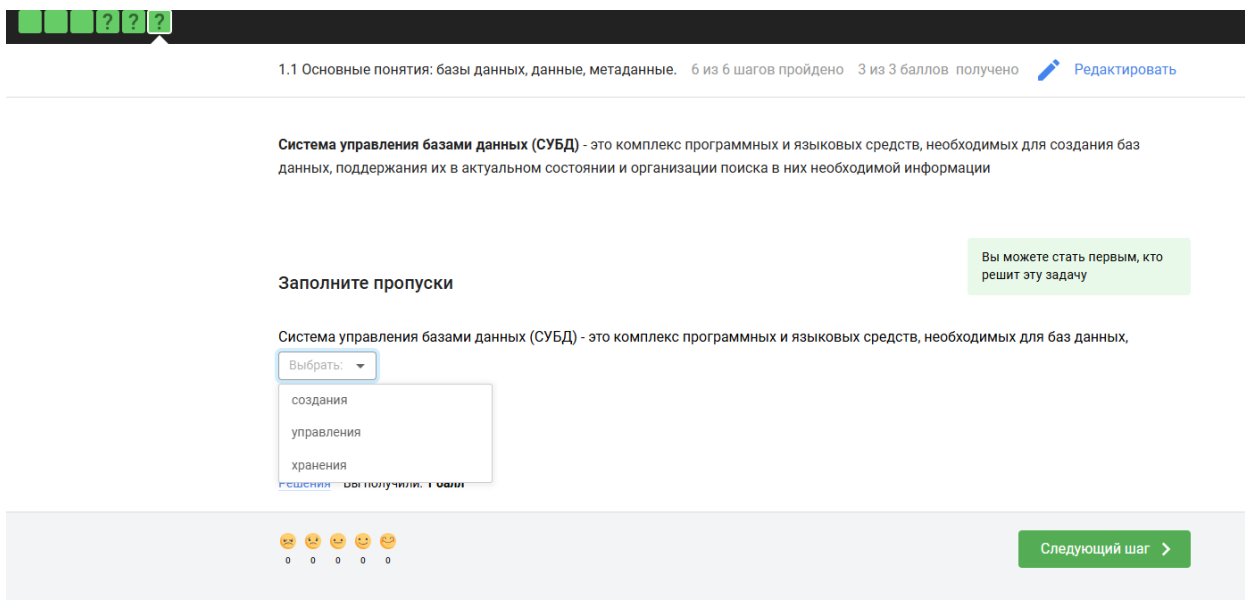 ? ? ?
1.1 Основные понятия: базы данных, данные, метаданные. 6 из 6 шагов пройдено 3 из 3 баллов получено Редактировать
Система управления базами данных (СУБД) - это комплекс программных и языковых средств, необходимых для создания баз
данных, поддержания их в актуальном состоянии и организации поиска в них необходимой информации
Вы можете стать первым, кто
решит эту задачу
Заполните пропуски
Система управления базами данных (СУБД) - это комплекс программных и языковых средств, необходимых для баз данных,
Выбрать:
создания
управления
хранения
Решения Вы получили: 1 балл
0 0 0 0 0
Следующий шаг